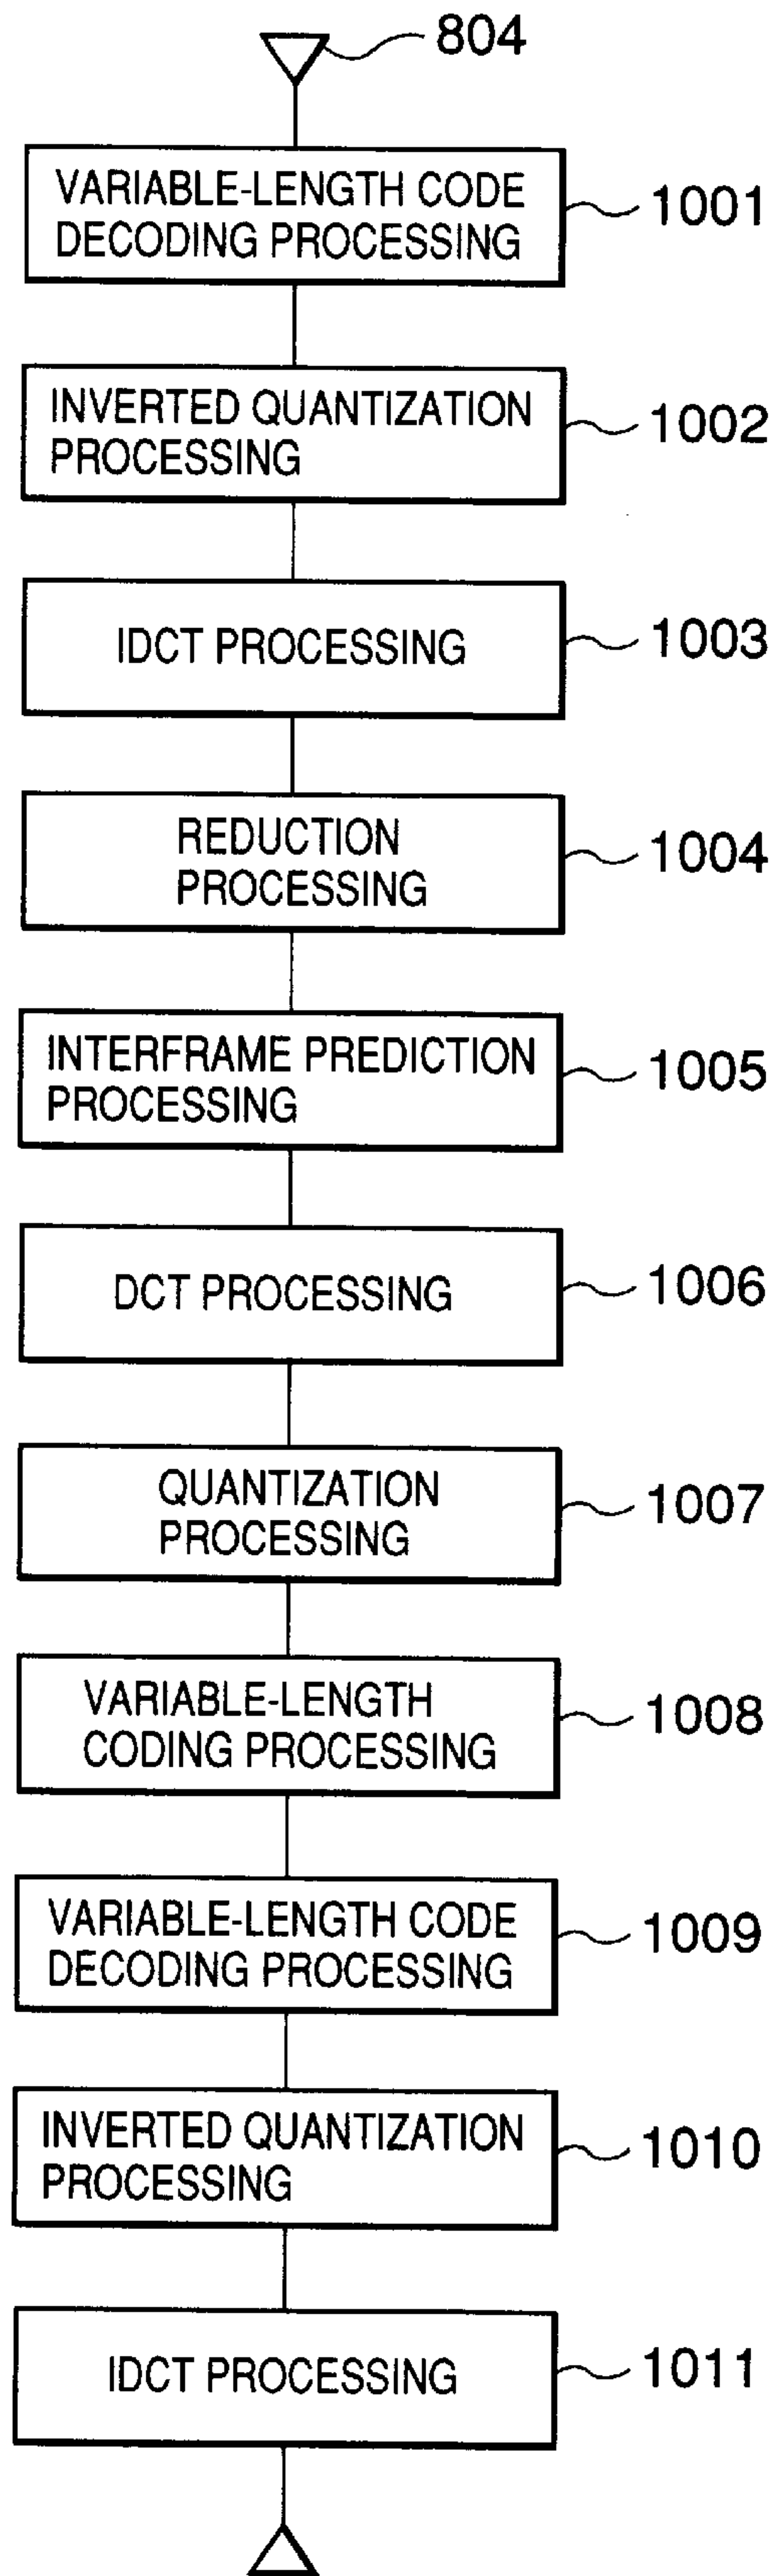 804
VARIABLE-LENGTH CODE
DECODING PROCESSING
1001
INVERTED QUANTIZATION
PROCESSING
1002
IDCT PROCESSING
1003
REDUCTION
PROCESSING
1004
INTERFRAME PREDICTION
PROCESSING
1005
DCT PROCESSING
1006
QUANTIZATION
PROCESSING
1007
VARIABLE-LENGTH
CODING PROCESSING
1008
VARIABLE-LENGTH CODE
DECODING PROCESSING
1009
INVERTED QUANTIZATION
PROCESSING
1010
IDCT PROCESSING
1011